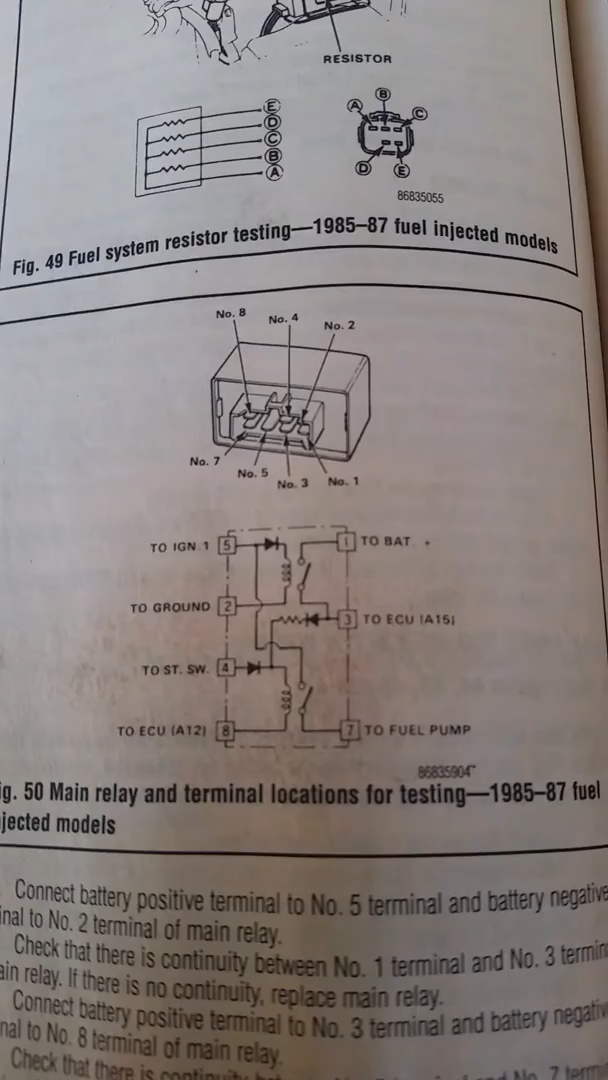 RESISTOR
E
D
C
B
A
B
A
C
D
E
86835055
Fig. 49 Fuel system resistor testing—1985–87 fuel injected models
No. 8
No. 4
No. 2
No. 7
No. 5
No. 3
No. 1
TO IGN. 1 5
1 TO BAT. +
TO GROUND 2
3 TO ECU (A15)
TO ST. SW. 4
TO ECU (A12) 8
7 TO FUEL PUMP
86835904
ig. 50 Main relay and terminal locations for testing—1985–87 fuel
jected models
Connect battery positive terminal to No. 5 terminal and battery negative
inal to No. 2 terminal of main relay.
Check that there is continuity between No. 1 terminal and No. 3 termin
ain relay. If there is no continuity, replace main relay.
Connect battery positive terminal to No. 3 terminal and battery negativ
nal to No. 8 terminal of main relay.
Check that there is continuity
No. 7 termi